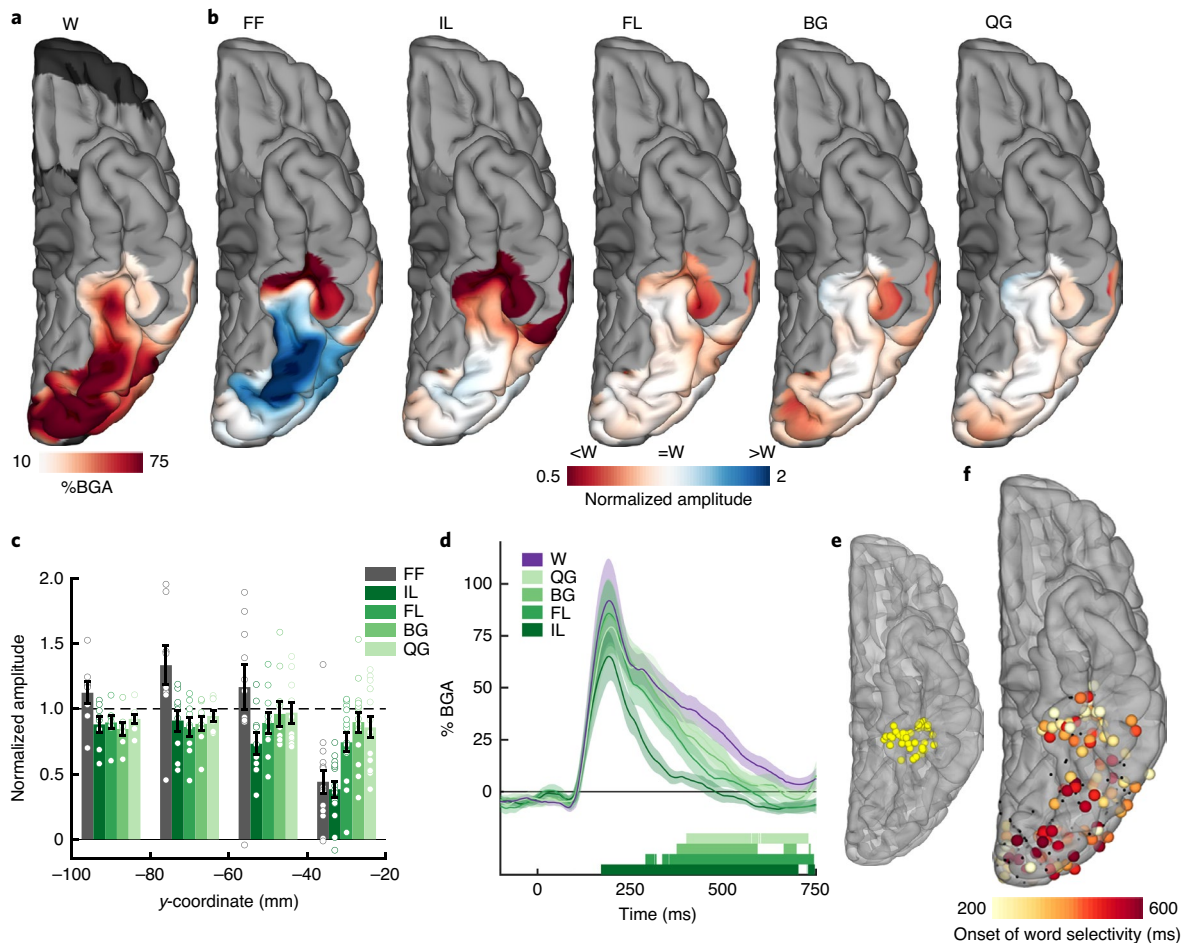 a W b FF IL FL BG QG
10 75
%BGA
<W =W >W
0.5 2
Normalized amplitude
c
2.0
1.5
1.0
0.5
0
Normalized amplitude
–100 –80 –60 –40 –20
y-coordinate (mm)
FF
IL
FL
BG
QG
d
W
QG
BG
FL
IL
100
75
50
25
0
% BGA
0 250 500 750
Time (ms)
e
f
200 600
Onset of word selectivity (ms)